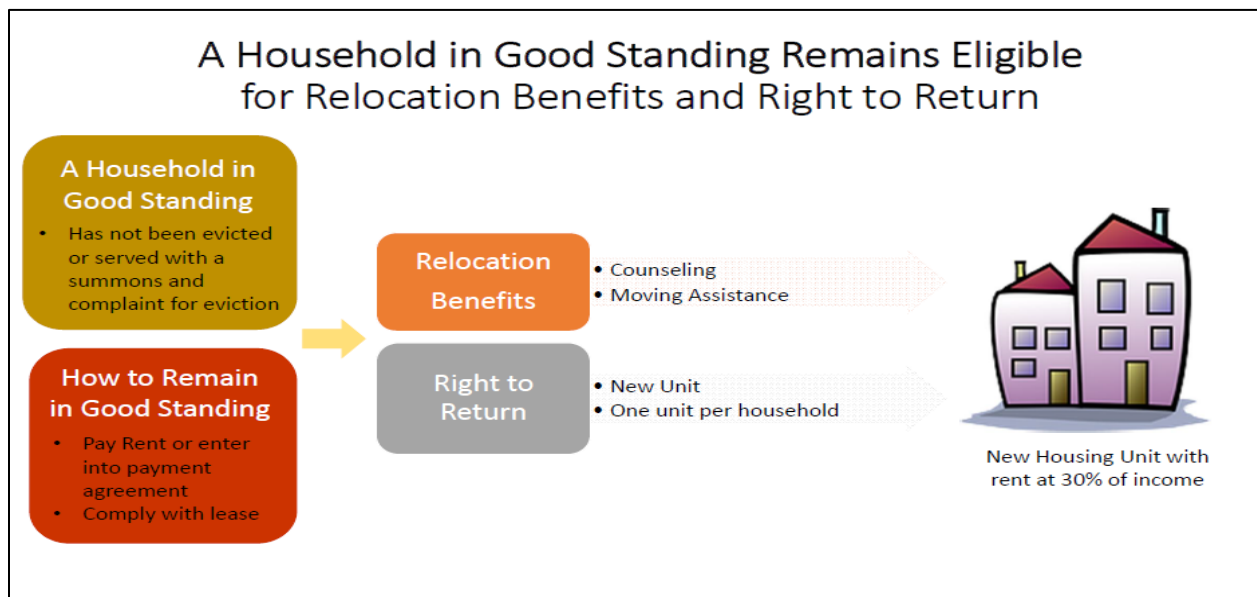 A Household in Good Standing Remains Eligible
for Relocation Benefits and Right to Return
A Household in
Good Standing
• Has not been evicted
or served with a
summons and
complaint for eviction
How to Remain
in Good Standing
• Pay Rent or enter
into payment
agreement
• Comply with lease
Relocation
Benefits
• Counseling
• Moving Assistance
Right to
Return
• New Unit
• One unit per household
New Housing Unit with
rent at 30% of income